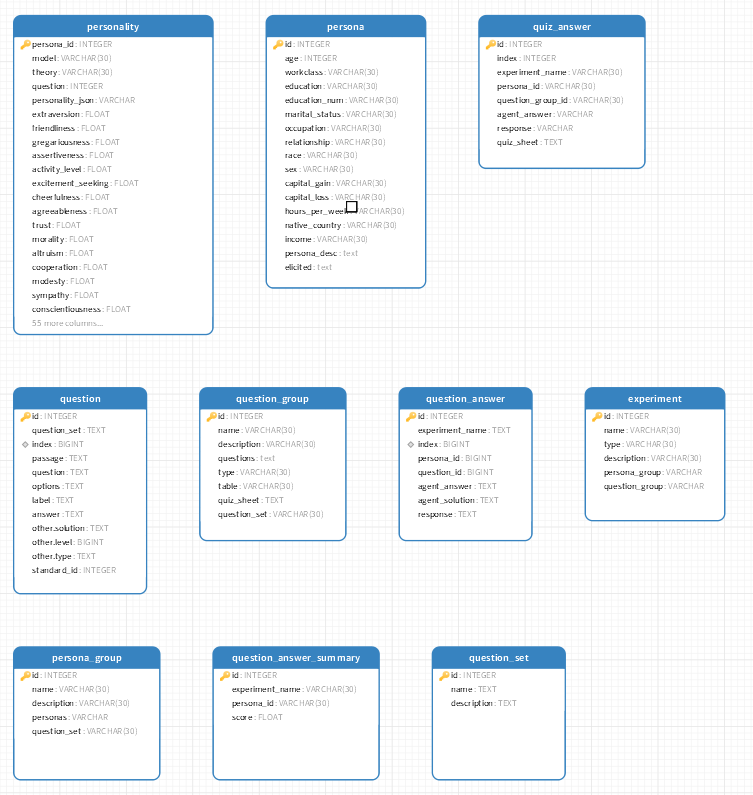 personality
persona_id : INTEGER
model : VARCHAR(30)
theory : VARCHAR(30)
question : INTEGER
personality_json : VARCHAR
extraversion : FLOAT
friendliness : FLOAT
gregariousness : FLOAT
assertiveness : FLOAT
activity_level : FLOAT
excitement_seeking : FLOAT
cheerfulness : FLOAT
agreeableness : FLOAT
trust : FLOAT
morality : FLOAT
altruism : FLOAT
cooperation : FLOAT
modesty : FLOAT
sympathy : FLOAT
conscientiousness : FLOAT
55 more columns...
persona
id : INTEGER
age : INTEGER
workclass : VARCHAR(30)
education : VARCHAR(30)
education_num : VARCHAR(30)
marital_status : VARCHAR(30)
occupation : VARCHAR(30)
relationship : VARCHAR(30)
race : VARCHAR(30)
sex : VARCHAR(30)
capital_gain : VARCHAR(30)
capital_loss : VARCHAR(30)
hours_per_week : VARCHAR(30)
native_country : VARCHAR(30)
income : VARCHAR(30)
persona_desc : text
elicited : text
quiz_answer
id : INTEGER
index : INTEGER
experiment_name : VARCHAR(30)
persona_id : VARCHAR(30)
question_group_id : VARCHAR(30)
agent_answer : VARCHAR
response : VARCHAR
quiz_sheet : TEXT
question
id : INTEGER
question_set : TEXT
index : BIGINT
passage : TEXT
question : TEXT
options : TEXT
label : TEXT
answer : TEXT
other.solution : TEXT
other.level : BIGINT
other.type : TEXT
standard_id : INTEGER
question_group
id : INTEGER
name : VARCHAR(30)
description : VARCHAR(30)
questions : text
type : VARCHAR(30)
table : VARCHAR(30)
quiz_sheet : TEXT
question_set : VARCHAR(30)
question_answer
id : INTEGER
experiment_name : TEXT
index : BIGINT
persona_id : BIGINT
question_id : BIGINT
agent_answer : TEXT
agent_solution : TEXT
response : TEXT
experiment
id : INTEGER
name : VARCHAR(30)
type : VARCHAR(30)
description : VARCHAR(30)
persona_group : VARCHAR
question_group : VARCHAR
persona_group
id : INTEGER
name : VARCHAR(30)
description : VARCHAR(30)
personas : VARCHAR
question_set : VARCHAR(30)
question_answer_summary
id : INTEGER
experiment_name : VARCHAR(30)
persona_id : VARCHAR(30)
score : FLOAT
question_set
id : INTEGER
name : TEXT
description : TEXT